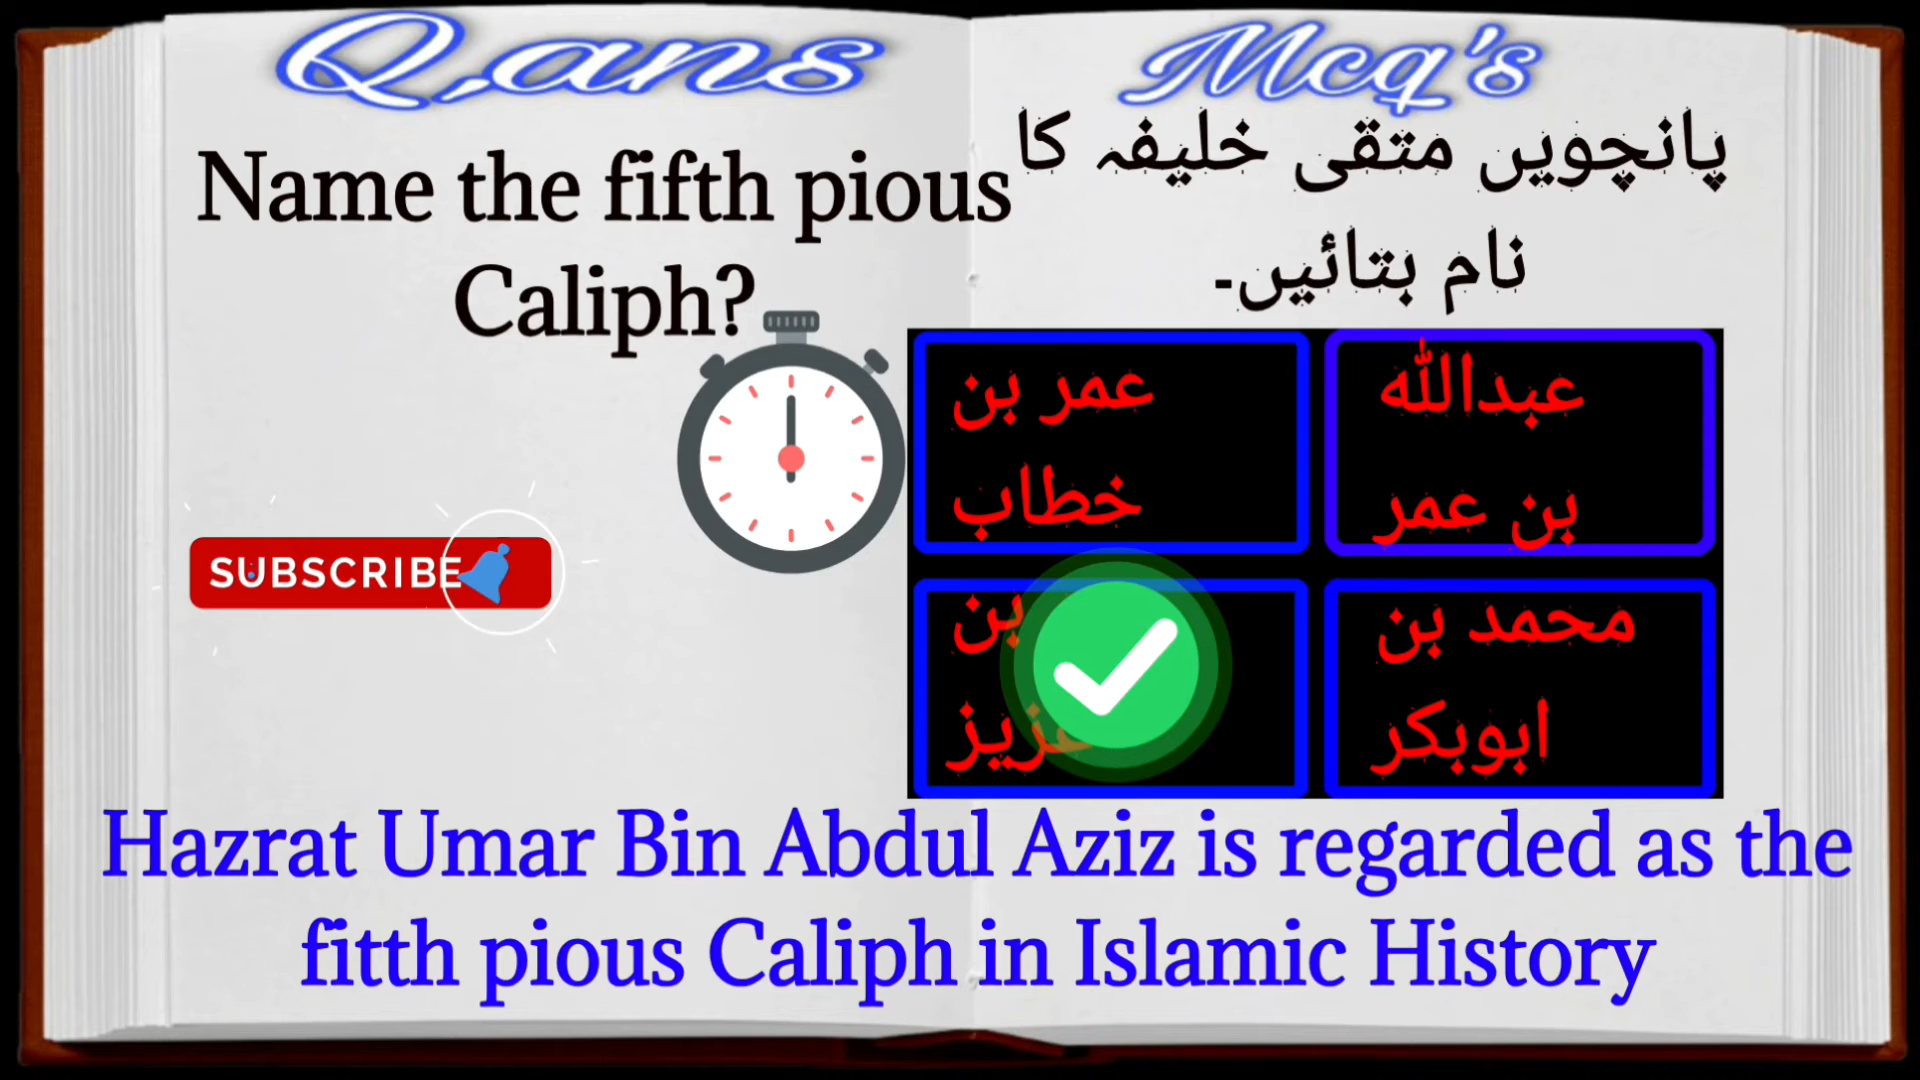 Q,ans
Mcq's
Name the fifth pious
Caliph?
پانچویں متقی خلیفہ کا
نام بتائیں۔
عمر بن
خطاب
عبداللہ
بن عمر
بن
عزیز
محمد بن
ابوبکر
SUBSCRIBE
Hazrat Umar Bin Abdul Aziz is regarded as the
fitth pious Caliph in Islamic History